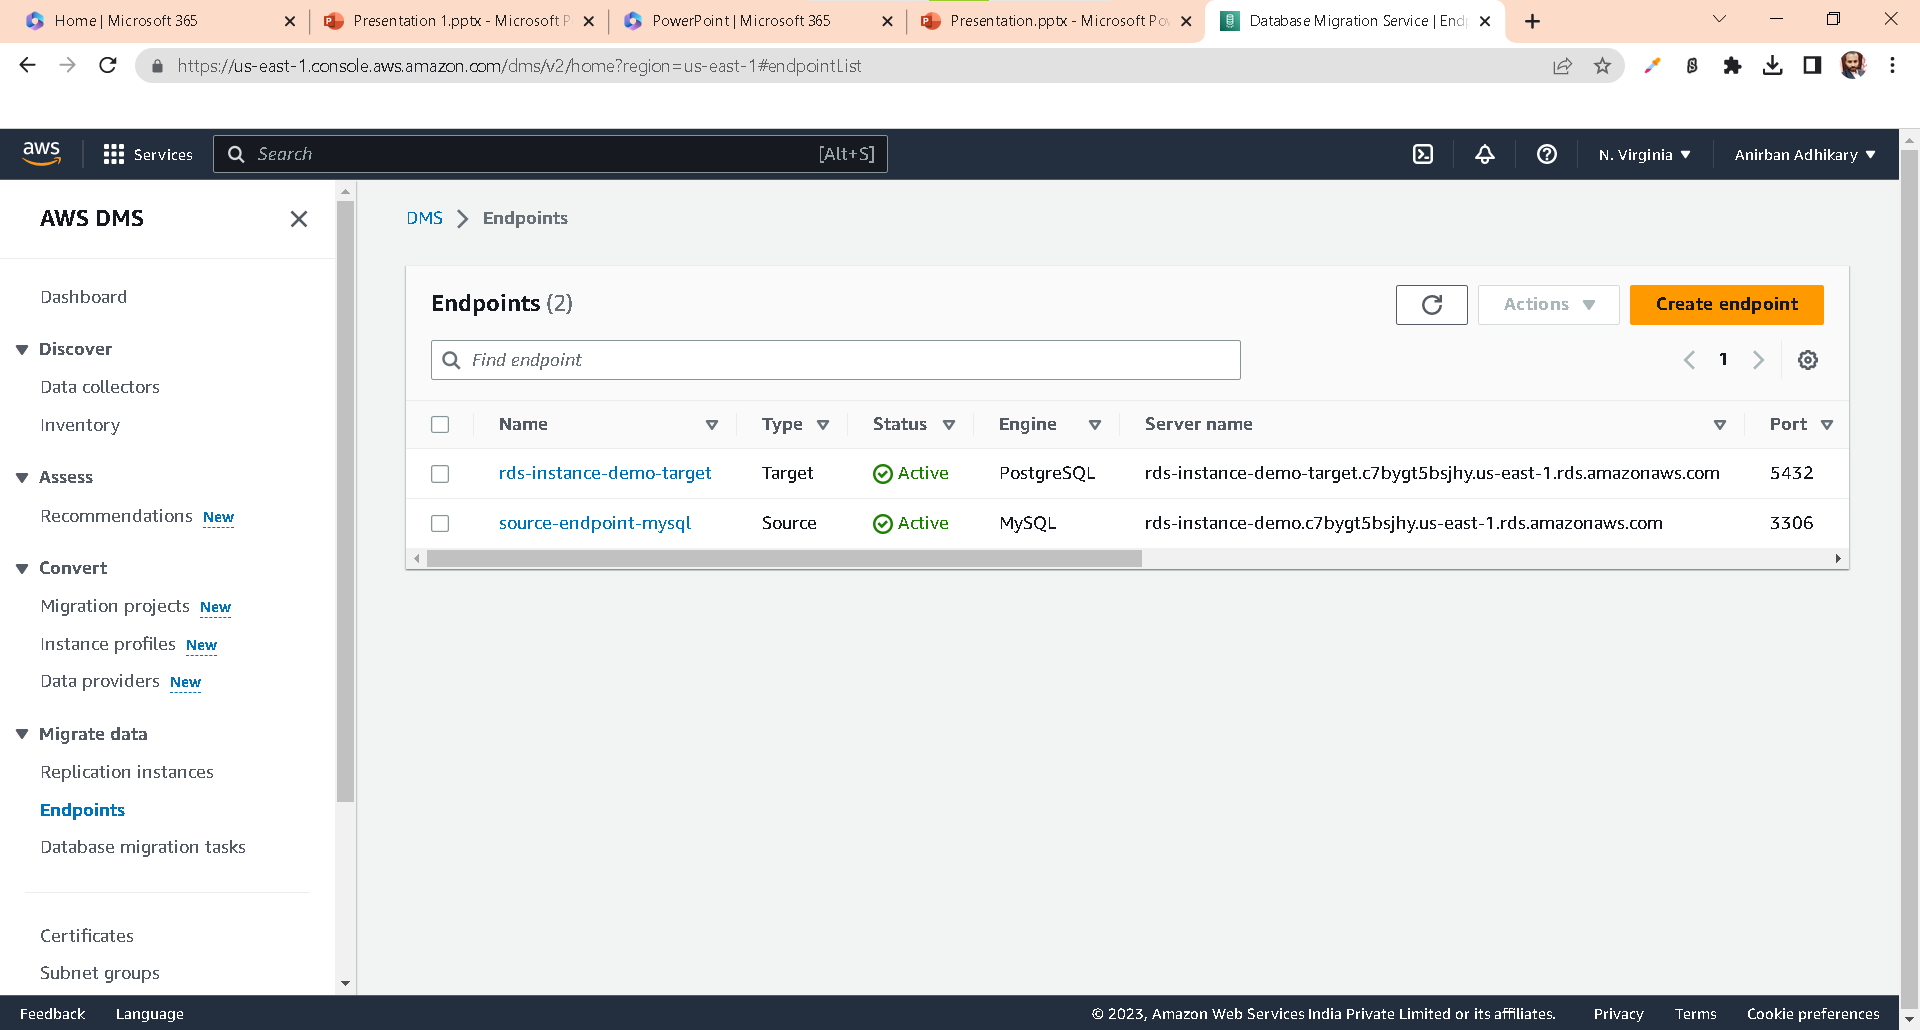 Home | Microsoft 365
Presentation 1.pptx - Microsoft P
PowerPoint | Microsoft 365
Presentation.pptx - Microsoft Po
Database Migration Service | End
https://us-east-1.console.aws.amazon.com/dms/v2/home?region=us-east-1#endpointList
aws
Services
Search
[Alt+S]
N. Virginia
Anirban Adhikary
AWS DMS
Dashboard
Discover
Data collectors
Inventory
Assess
Recommendations New
Convert
Migration projects New
Instance profiles New
Data providers New
Migrate data
Replication instances
Endpoints
Database migration tasks
Certificates
Subnet groups
DMS
Endpoints
Endpoints (2)
Actions
Create endpoint
Find endpoint
1
Name Type Status Engine Server name Port
rds-instance-demo-target Target Active PostgreSQL rds-instance-demo-target.c7bygt5bsjhy.us-east-1.rds.amazonaws.com 5432
source-endpoint-mysql Source Active MySQL rds-instance-demo.c7bygt5bsjhy.us-east-1.rds.amazonaws.com 3306
Feedback
Language
© 2023, Amazon Web Services India Private Limited or its affiliates.
Privacy
Terms
Cookie preferences